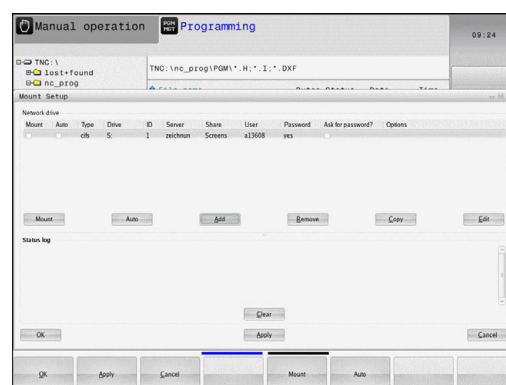 Manual operation
PGM
MGT
Programming
09:24
TNC:\
lost+found
nc_prog
TNC:\nc_prog\PGM\*.H;*.I;*.DXF
File name Bytes Status Date Time
Mount Setup
Network drive
Mount Auto Type Drive ID Server Share User Password Ask for password? Options
cifs S: 1 zeichnun Screens a13608 yes
Mount Auto Add Remove Copy Edit
Status log
Clear
OK Apply Cancel
OK Apply Cancel Mount Auto